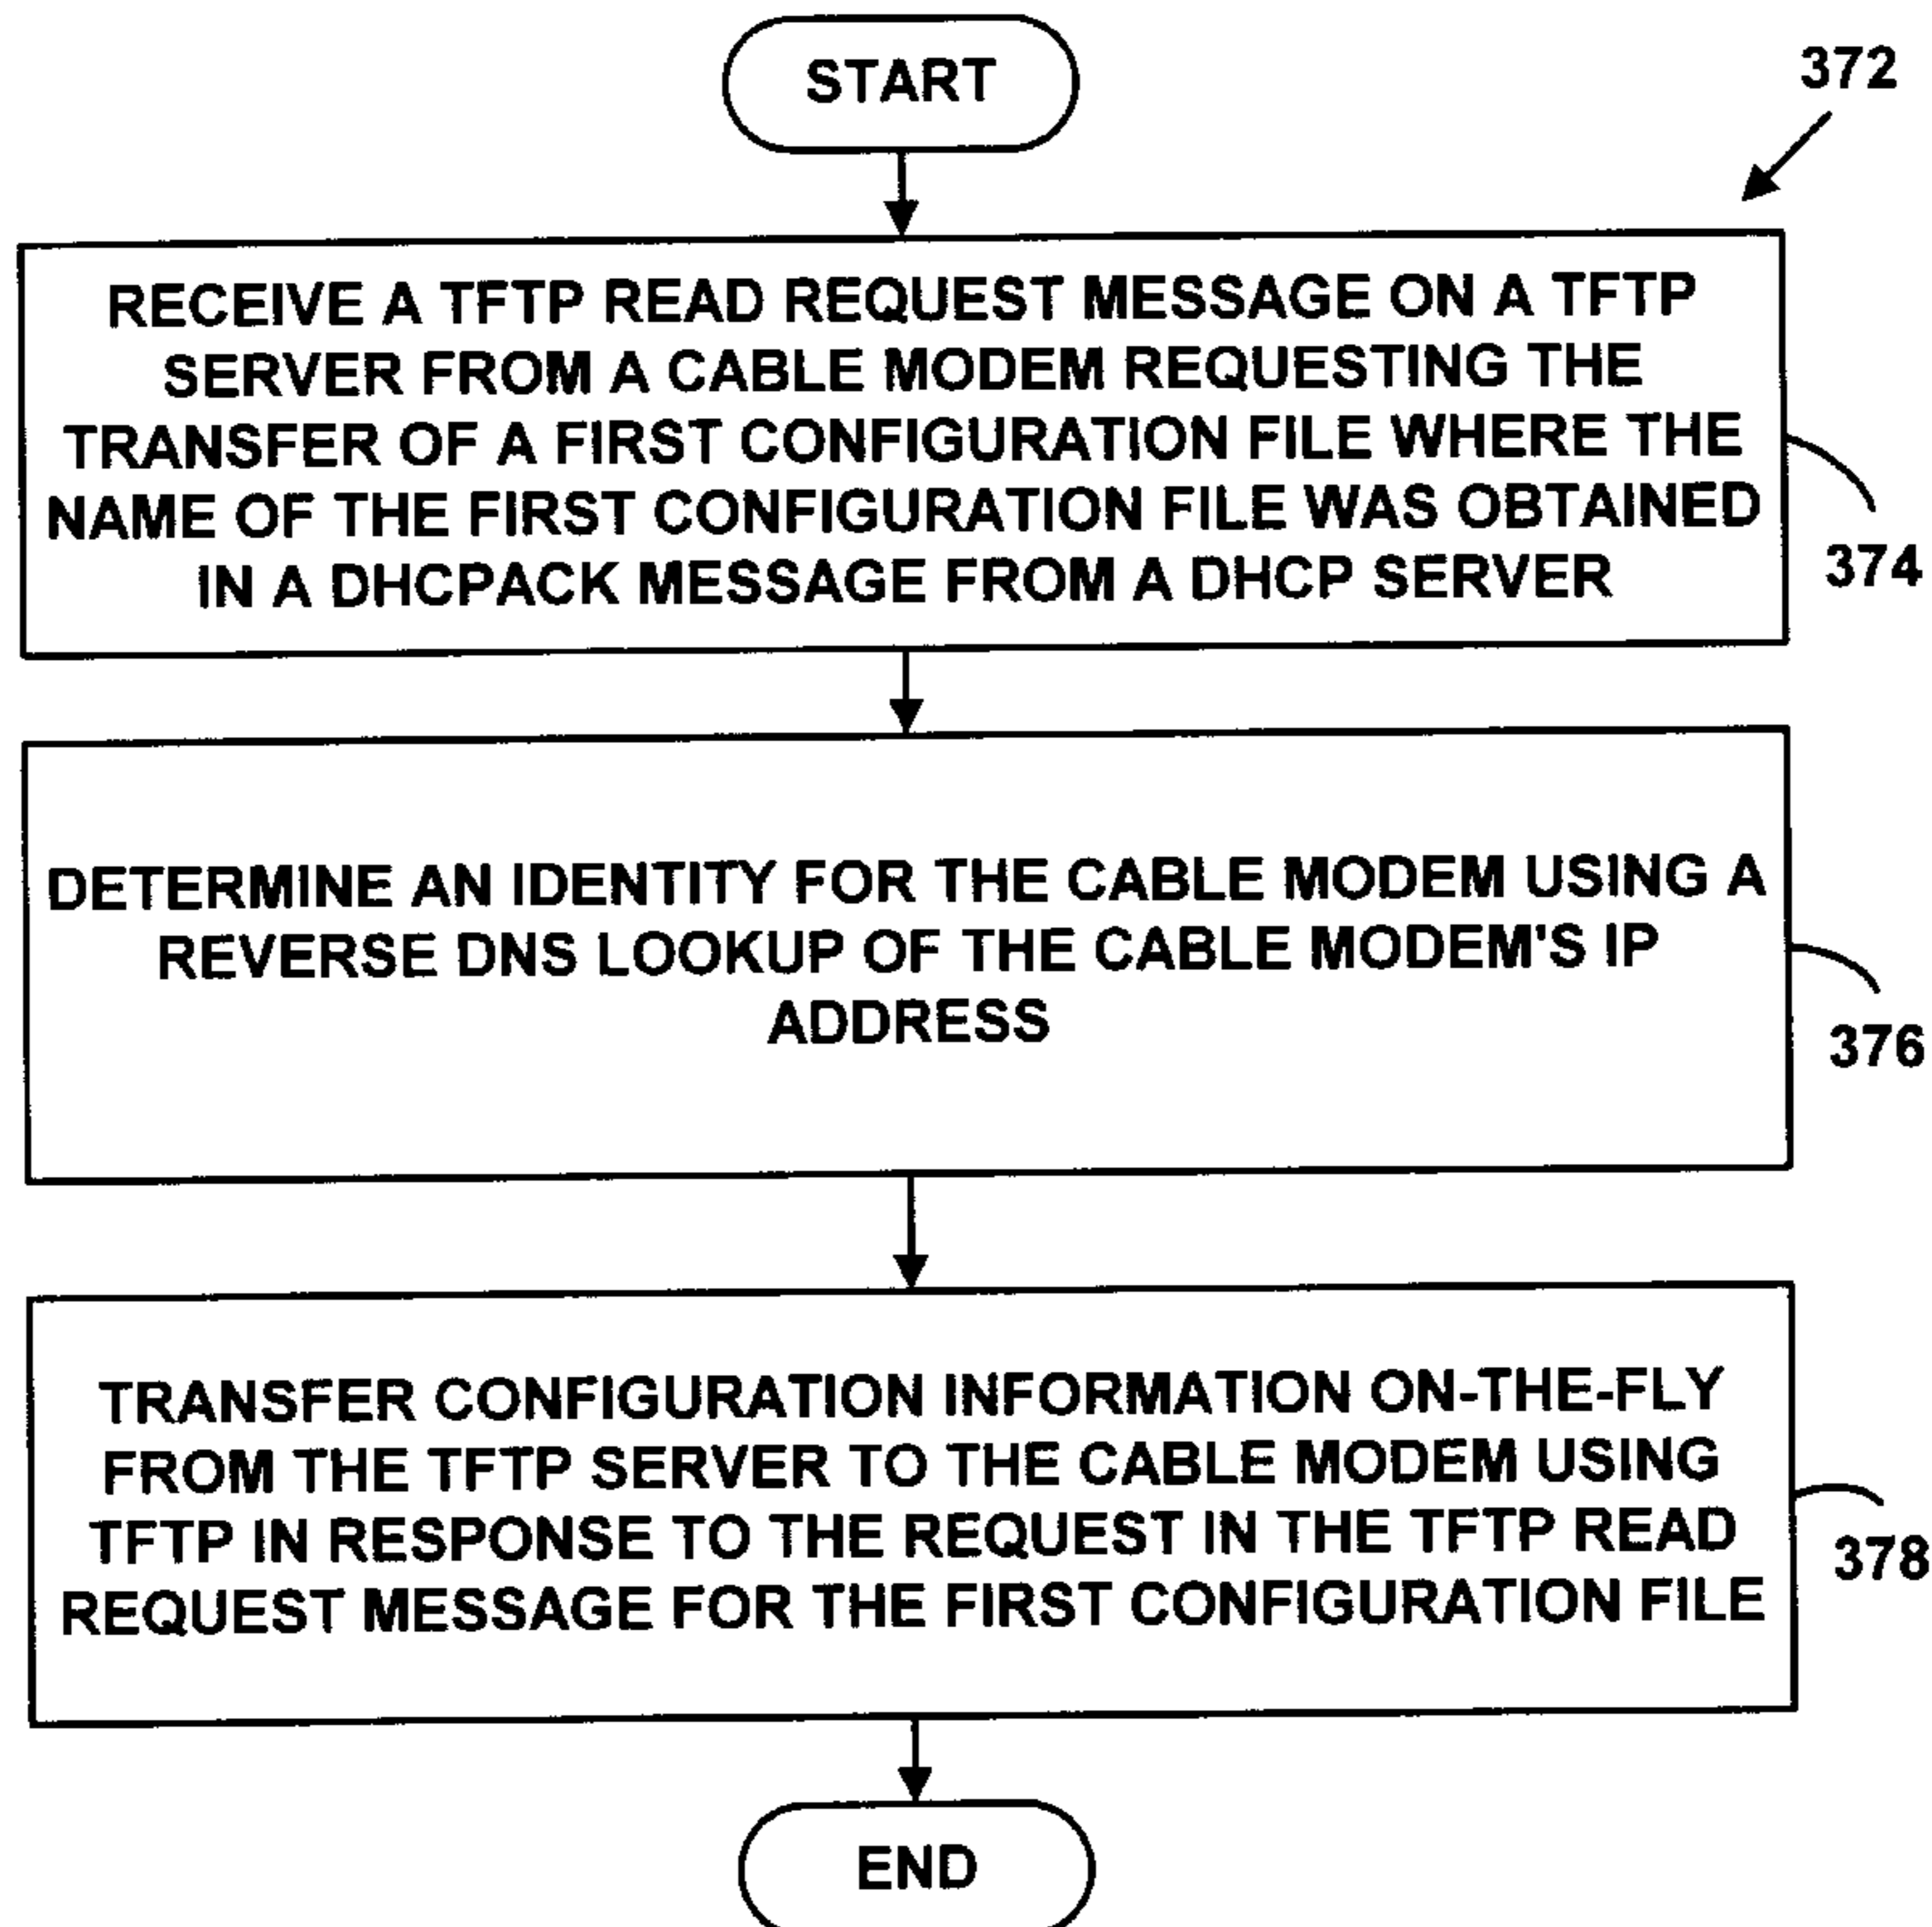 START
372
RECEIVE A TFTP READ REQUEST MESSAGE ON A TFTP
SERVER FROM A CABLE MODEM REQUESTING THE
TRANSFER OF A FIRST CONFIGURATION FILE WHERE THE
NAME OF THE FIRST CONFIGURATION FILE WAS OBTAINED
IN A DHCPACK MESSAGE FROM A DHCP SERVER
374
DETERMINE AN IDENTITY FOR THE CABLE MODEM USING A
REVERSE DNS LOOKUP OF THE CABLE MODEM'S IP
ADDRESS
376
TRANSFER CONFIGURATION INFORMATION ON-THE-FLY
FROM THE TFTP SERVER TO THE CABLE MODEM USING
TFTP IN RESPONSE TO THE REQUEST IN THE TFTP READ
REQUEST MESSAGE FOR THE FIRST CONFIGURATION FILE
378
END